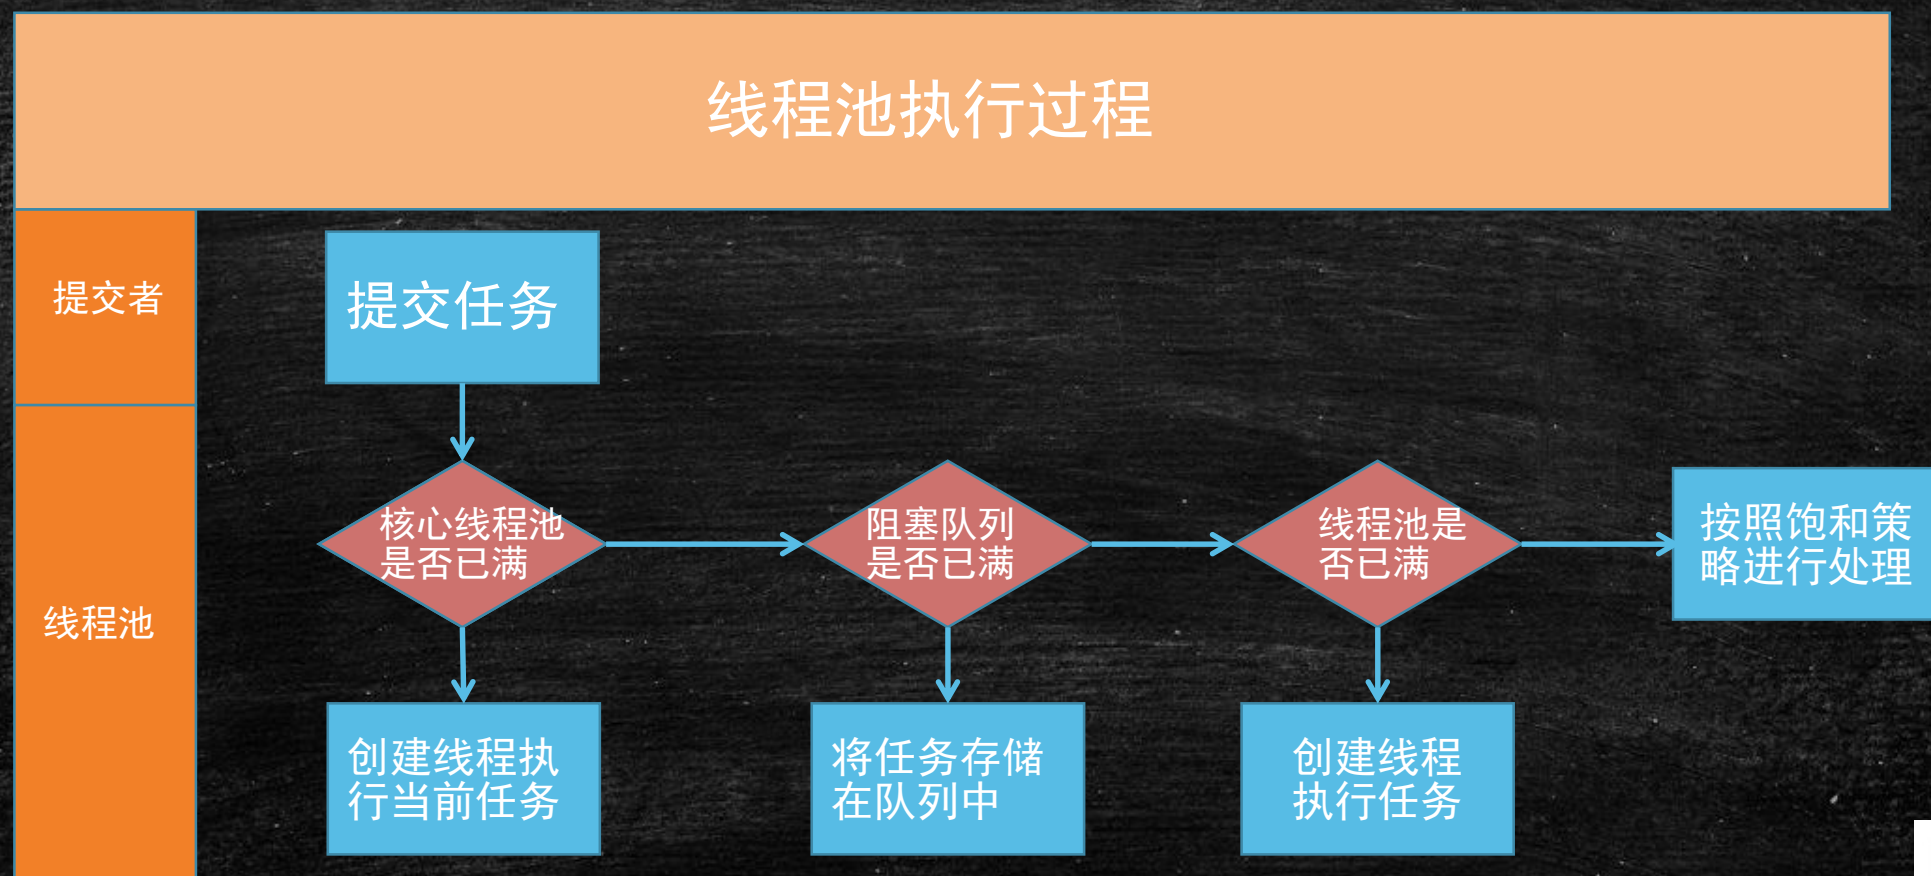 线程池执行过程
提交者
提交任务
线程池
核心线程池
是否已满
阻塞队列
是否已满
线程池是
否已满
按照饱和策
略进行处理
创建线程执
行当前任务
将任务存储
在队列中
创建线程
执行任务